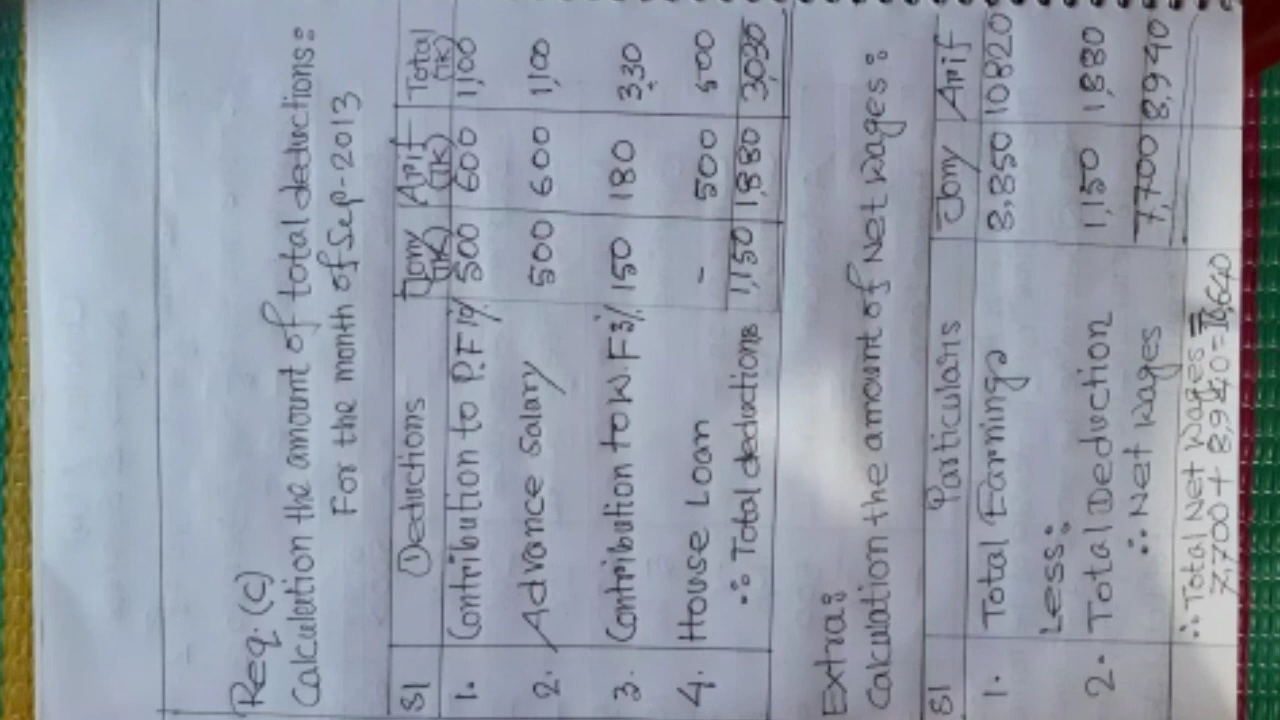 Req. (c)
Calculation the amount of total deductions:
For the month of Sep-2013
Sl Deductions Jony (TK) Arif (TK) Total (TK)
1. Contribution to P.F 500 600 1,100
2. Advance Salary 500 600 1,100
3. Contribution to W.F 3% 150 180 330
4. House Loan - 500 500
∴ Total deductions 1,150 1,880 3,030
Extra:
Calculation the amount of Net Wages:
Sl Particulars Jony Arif
1. Total Earnings 8,850 10820
Less:
2. Total Deduction 1,150 1,880
∴ Net Wages 7,700 8,940
∴ Total Net Wages =
7,700 + 8,940 = 16,640